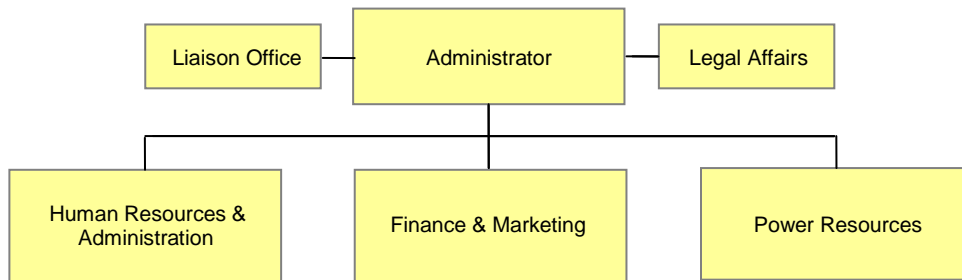 Liaison Office
Administrator
Legal Affairs
Human Resources &
Administration
Finance & Marketing
Power Resources